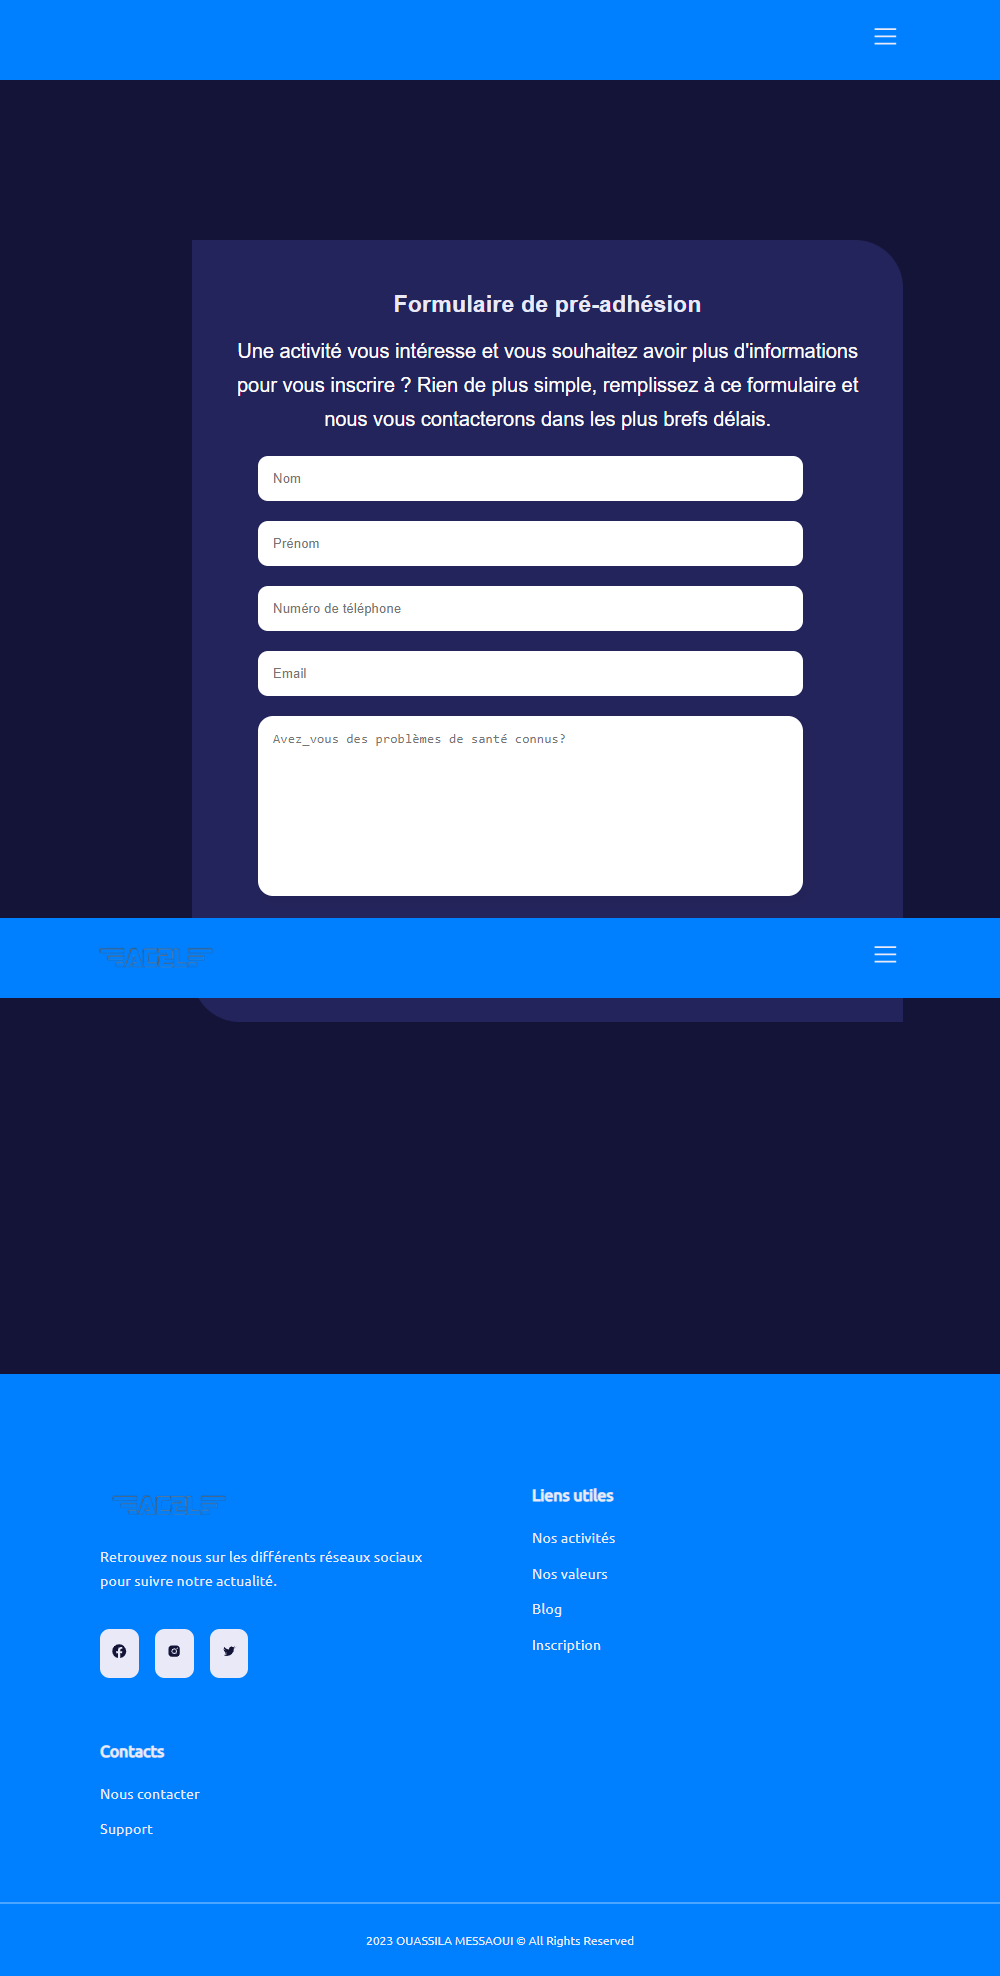 Formulaire de pré-adhésion
Une activité vous intéresse et vous souhaitez avoir plus d'informations
pour vous inscrire ? Rien de plus simple, remplissez à ce formulaire et
nous vous contacterons dans les plus brefs délais.
Nom
Prénom
Numéro de téléphone
Email
Avez_vous des problèmes de santé connus?
Retrouvez nous sur les différents réseaux sociaux
pour suivre notre actualité.
Liens utiles
Nos activités
Nos valeurs
Blog
Inscription
Contacts
Nous contacter
Support
2023 OUASSILA MESSAOUI © All Rights Reserved